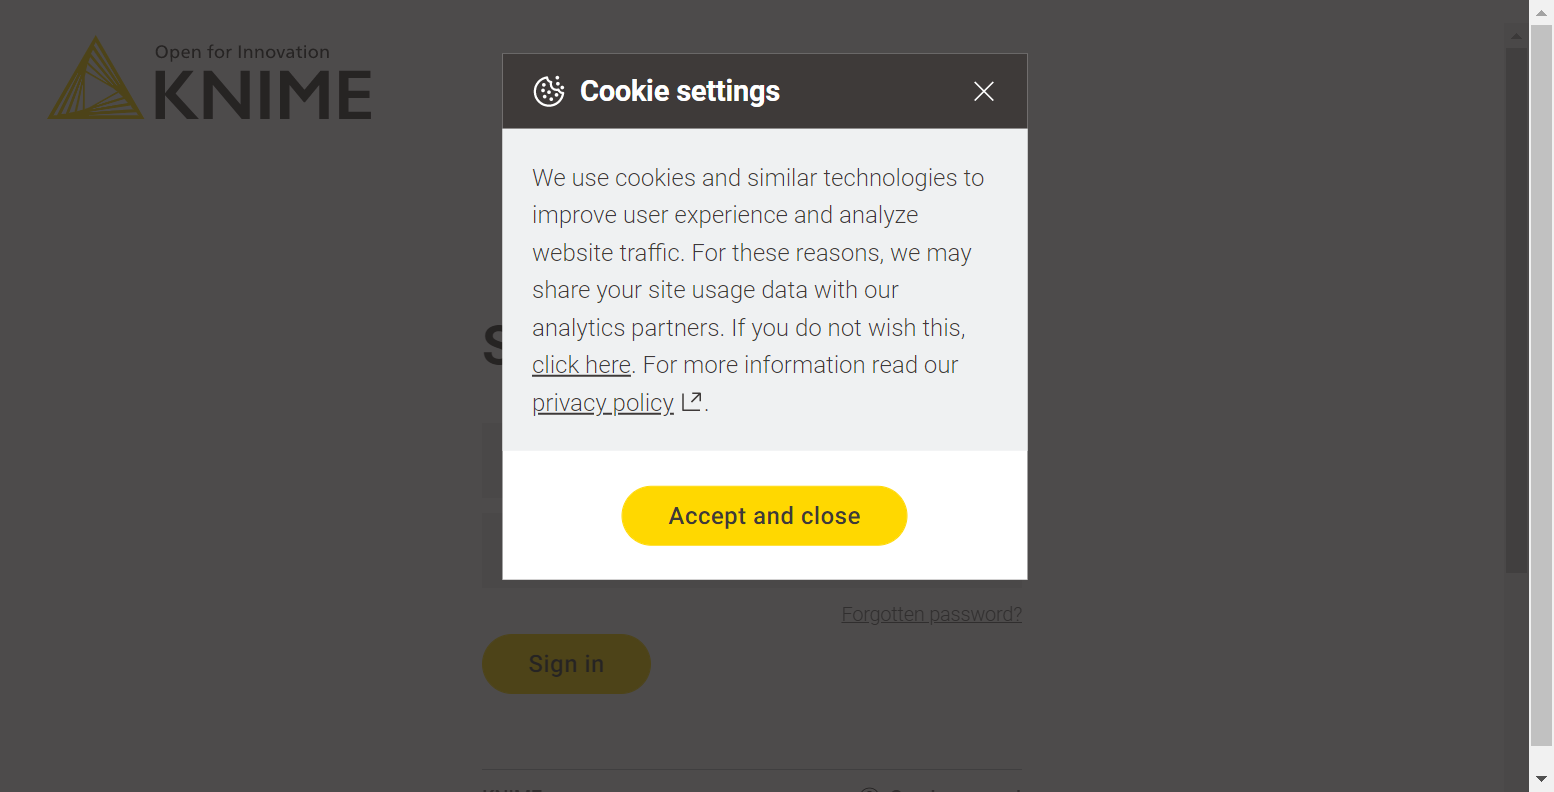 Open for Innovation
KNIME
Cookie settings
We use cookies and similar technologies to
improve user experience and analyze
website traffic. For these reasons, we may
share your site usage data with our
analytics partners. If you do not wish this,
click here. For more information read our
privacy policy.
Accept and close
Forgotten password?
Sign in